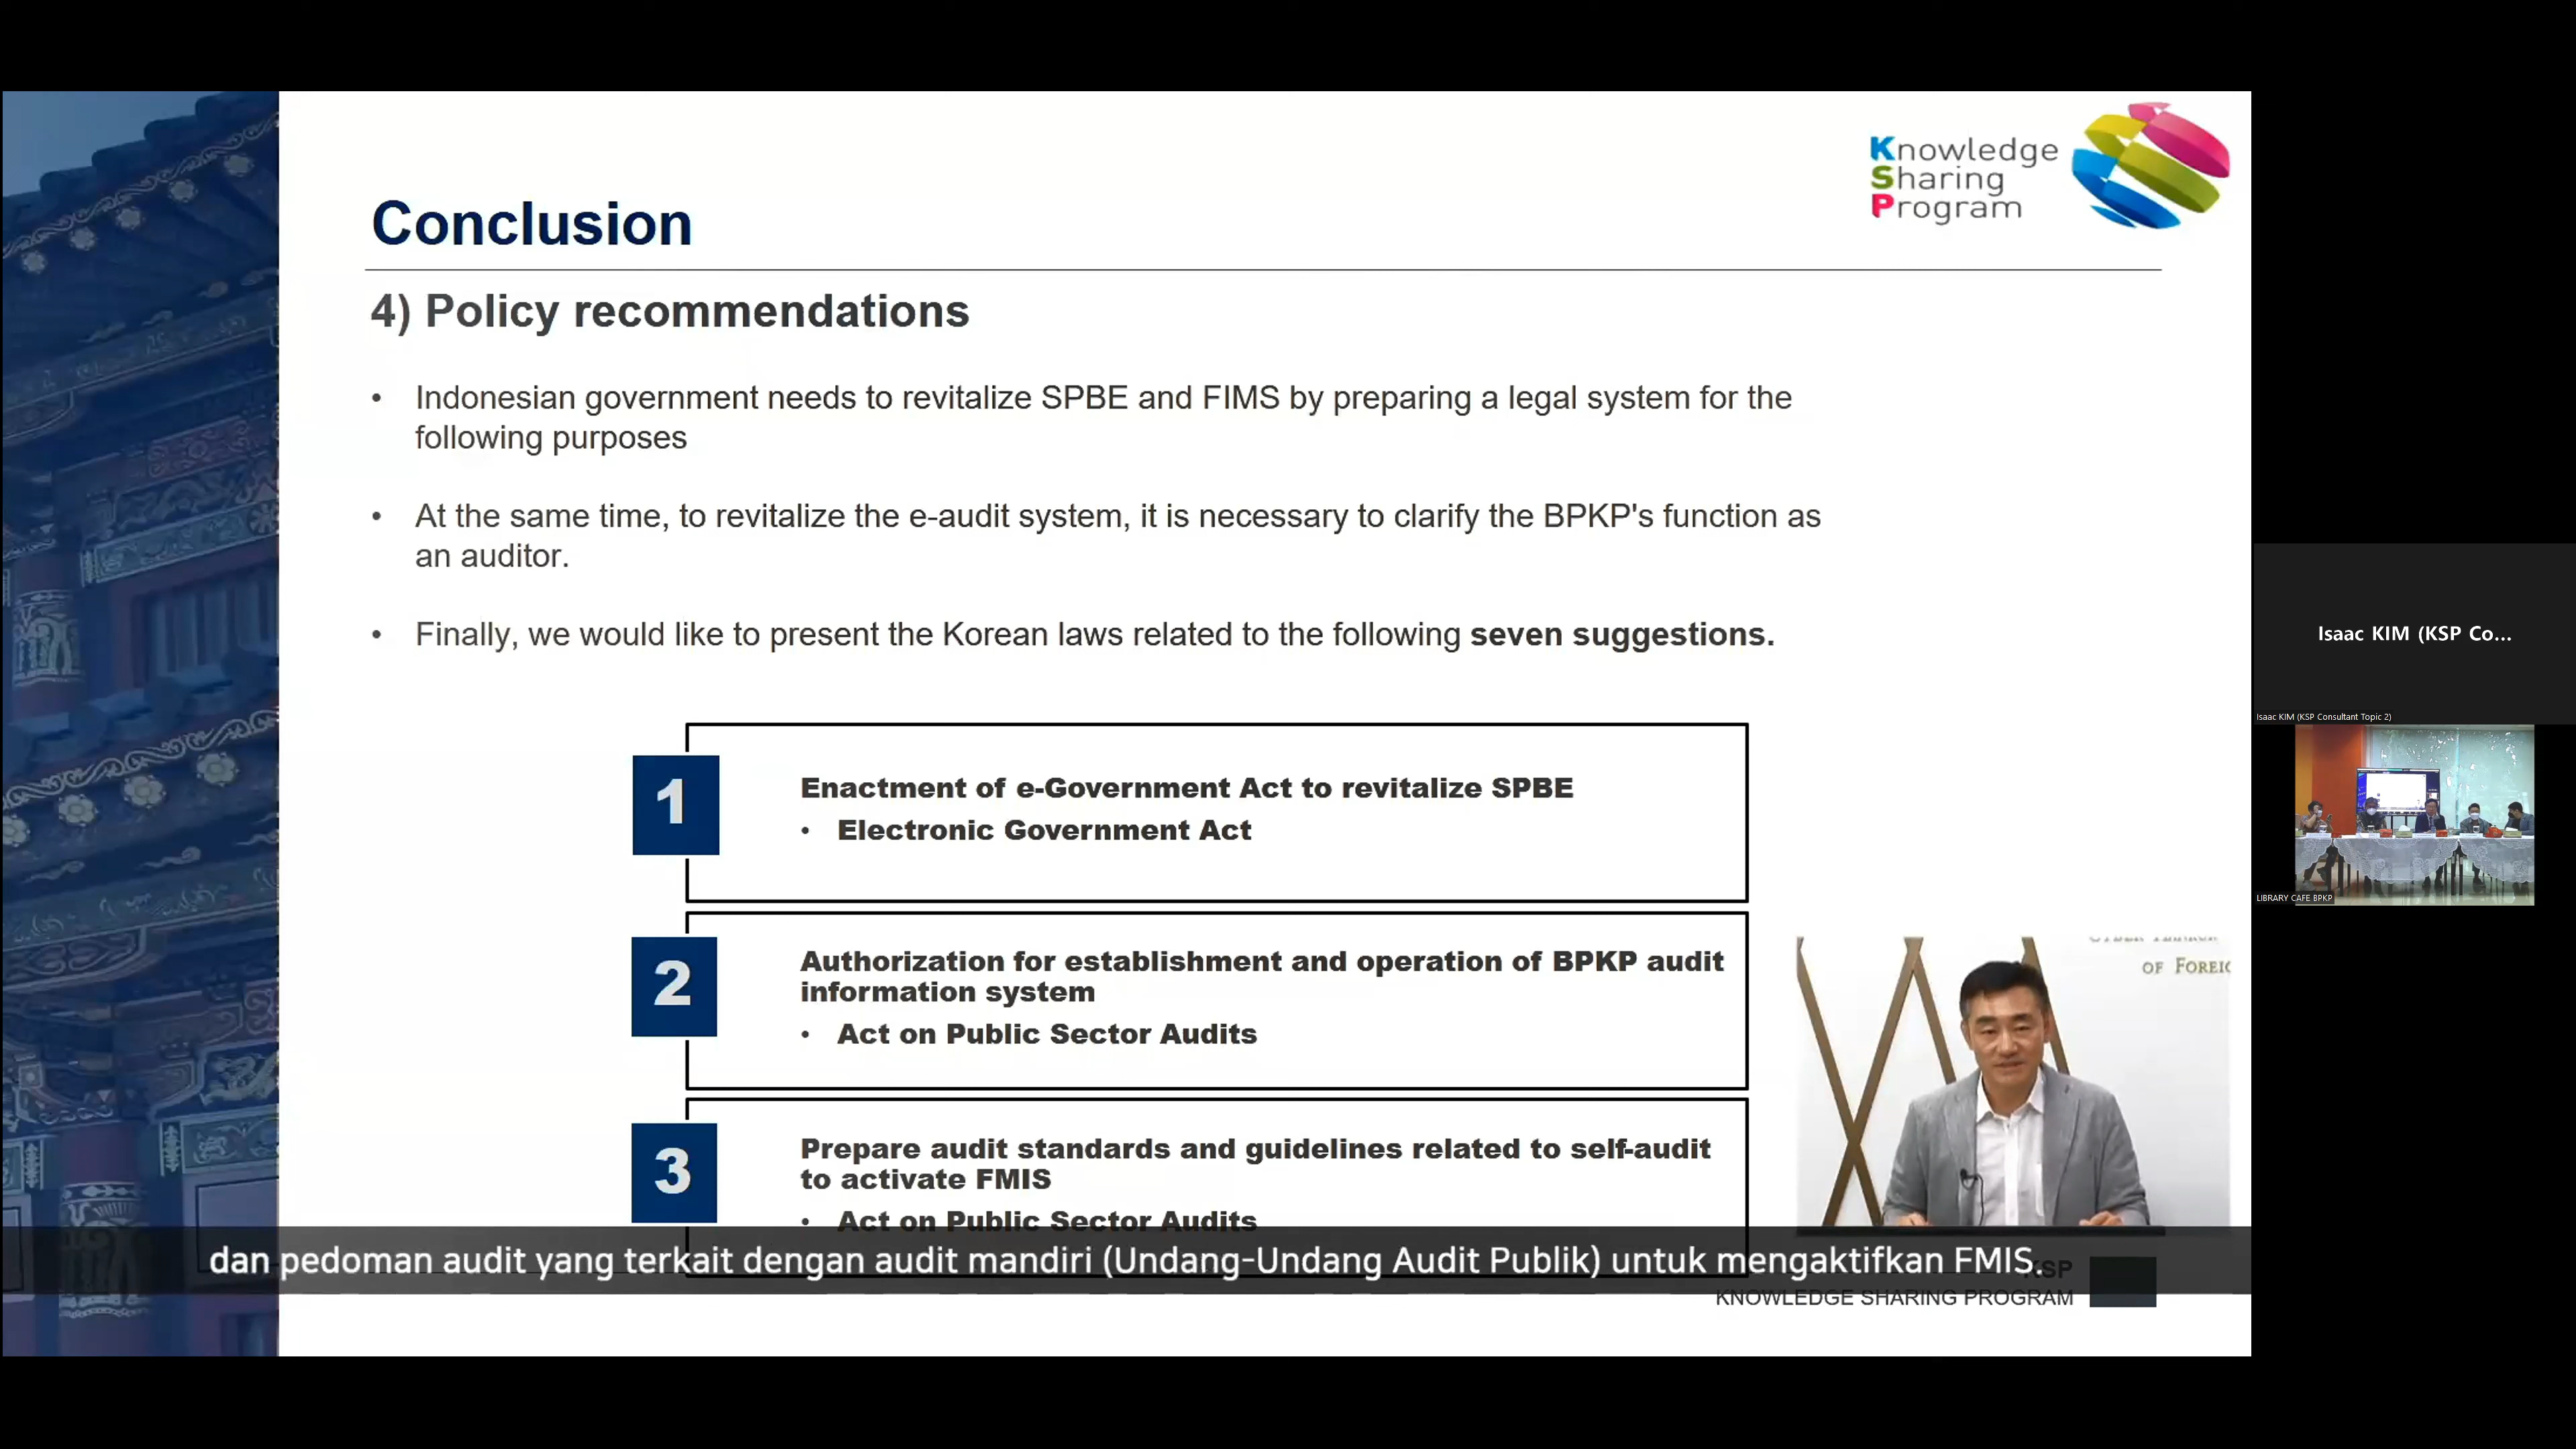 Knowledge
Sharing
Program
Conclusion
4) Policy recommendations
• Indonesian government needs to revitalize SPBE and FIMS by preparing a legal system for the
following purposes
• At the same time, to revitalize the e-audit system, it is necessary to clarify the BPKP's function as
an auditor.
• Finally, we would like to present the Korean laws related to the following seven suggestions.
1
Enactment of e-Government Act to revitalize SPBE
• Electronic Government Act
2
Authorization for establishment and operation of BPKP audit
information system
• Act on Public Sector Audits
3
Prepare audit standards and guidelines related to self-audit
to activate FMIS
• Act on Public Sector Audits
OF FOREIG
dan pedoman audit yang terkait dengan audit mandiri (Undang-Undang Audit Publik) untuk mengaktifkan FMIS.
KSP
KNOWLEDGE SHARING PROGRAM
Isaac KIM (KSP Co...
Isaac KIM (KSP Consultant Topic 2)
LIBRARY CAFE BPKP